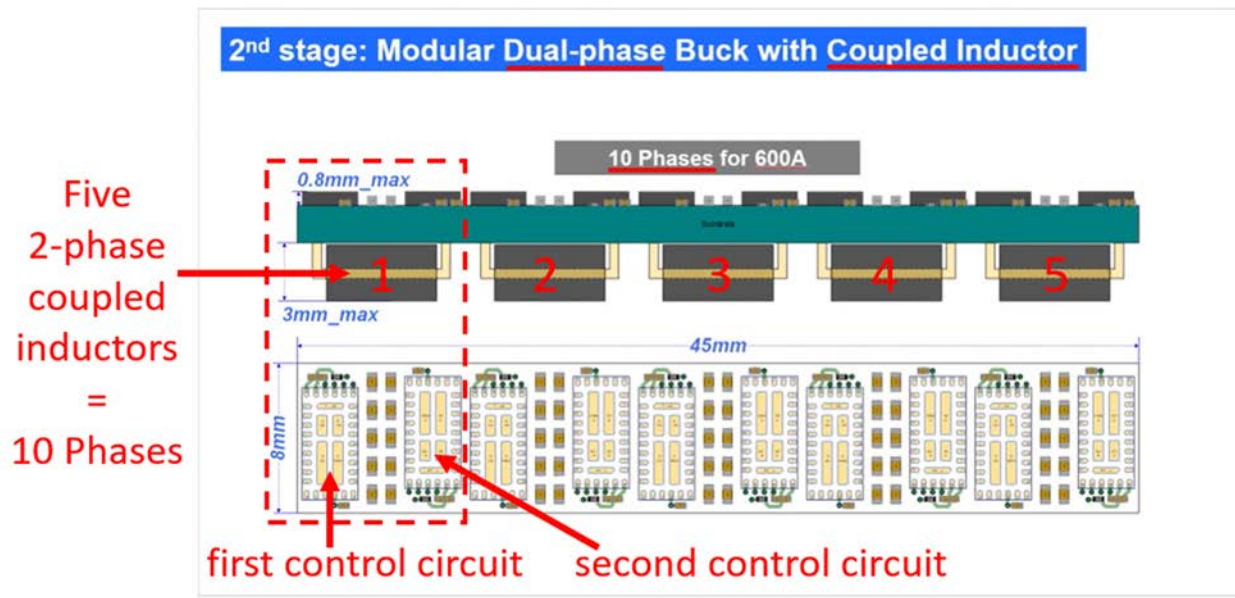 2nd stage: Modular Dual-phase Buck with Coupled Inductor
10 Phases for 600A
0.8mm_max
Five
2-phase
coupled
inductors
=
10 Phases
1 2 3 4 5
3mm_max
45mm
8mm
first control circuit second control circuit